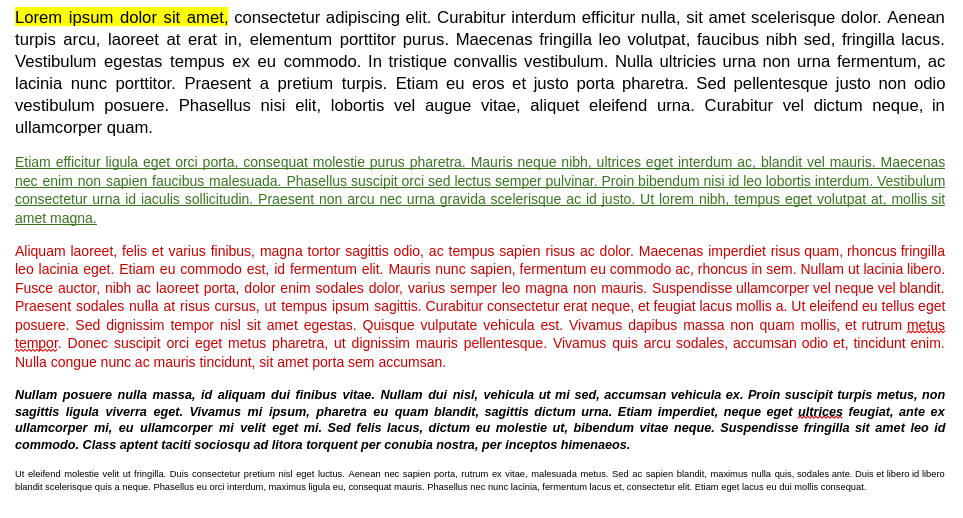 Lorem ipsum dolor sit amet, consectetur adipiscing elit. Curabitur interdum efficitur nulla, sit amet scelerisque dolor. Aenean
turpis arcu, laoreet at erat in, elementum porttitor purus. Maecenas fringilla leo volutpat, faucibus nibh sed, fringilla lacus.
Vestibulum egestas tempus ex eu commodo. In tristique convallis vestibulum. Nulla ultricies urna non urna fermentum, ac
lacinia nunc porttitor. Praesent a pretium turpis. Etiam eu eros et justo porta pharetra. Sed pellentesque justo non odio
vestibulum posuere. Phasellus nisi elit, lobortis vel augue vitae, aliquet eleifend urna. Curabitur vel dictum neque, in
ullamcorper quam.
Etiam efficitur ligula eget orci porta, consequat molestie purus pharetra. Mauris neque nibh, ultrices eget interdum ac, blandit vel mauris. Maecenas
nec enim non sapien faucibus malesuada. Phasellus suscipit orci sed lectus semper pulvinar. Proin bibendum nisi id leo lobortis interdum. Vestibulum
consectetur urna id iaculis sollicitudin. Praesent non arcu nec urna gravida scelerisque ac id justo. Ut lorem nibh, tempus eget volutpat at, mollis sit
amet magna.
Aliquam laoreet, felis et varius finibus, magna tortor sagittis odio, ac tempus sapien risus ac dolor. Maecenas imperdiet risus quam, rhoncus fringilla
leo lacinia eget. Etiam eu commodo est, id fermentum elit. Mauris nunc sapien, fermentum eu commodo ac, rhoncus in sem. Nullam ut lacinia libero.
Fusce auctor, nibh ac laoreet porta, dolor enim sodales dolor, varius semper leo magna non mauris. Suspendisse ullamcorper vel neque vel blandit.
Praesent sodales nulla at risus cursus, ut tempus ipsum sagittis. Curabitur consectetur erat neque, et feugiat lacus mollis a. Ut eleifend eu tellus eget
posuere. Sed dignissim tempor nisl sit amet egestas. Quisque vulputate vehicula est. Vivamus dapibus massa non quam mollis, et rutrum metus
tempor. Donec suscipit orci eget metus pharetra, ut dignissim mauris pellentesque. Vivamus quis arcu sodales, accumsan odio et, tincidunt enim.
Nulla congue nunc ac mauris tincidunt, sit amet porta sem accumsan.
Nullam posuere nulla massa, id aliquam dui finibus vitae. Nullam dui nisl, vehicula ut mi sed, accumsan vehicula ex. Proin suscipit turpis metus, non
sagittis ligula viverra eget. Vivamus mi ipsum, pharetra eu quam blandit, sagittis dictum urna. Etiam imperdiet, neque eget ultrices feugiat, ante ex
ullamcorper mi, eu ullamcorper mi velit eget mi. Sed felis lacus, dictum eu molestie ut, bibendum vitae neque. Suspendisse fringilla sit amet leo id
commodo. Class aptent taciti sociosqu ad litora torquent per conubia nostra, per inceptos himenaeos.
Ut eleifend molestie velit ut fringilla. Duis consectetur pretium nisl eget luctus. Aenean nec sapien porta, rutrum ex vitae, malesuada metus. Sed ac sapien blandit, maximus nulla quis, sodales ante. Duis et libero id libero
blandit scelerisque quis a neque. Phasellus eu orci interdum, maximus ligula eu, consequat mauris. Phasellus nec nunc lacinia, fermentum lacus et, consectetur elit. Etiam eget lacus eu dui mollis consequat.